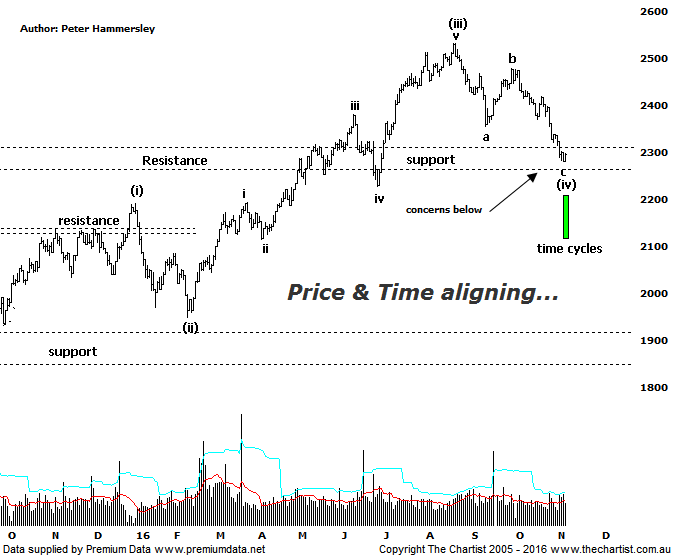 2600
Author: Peter Hammersley
(iii)
v
2500
b
iii
2400
a
Resistance
support
2300
c
(i)
i
iv
(iv)
concerns below
2200
resistance
ii
time cycles
2100
Price & Time aligning...
2000
(ii)
1900
support
1800
O N D 16 F M A M J J A S O N D
Data supplied by Premium Data www.premiumdata.net
Copyright The Chartist 2005 - 2016 www.thechartist.com.au